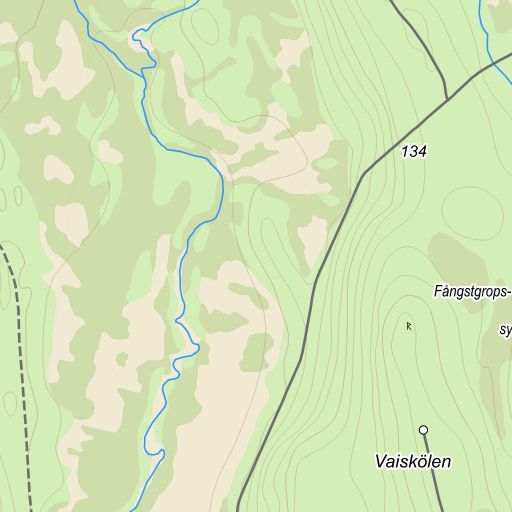 134
Fångstgrops-
sy
ᚱ
Vaiskölen